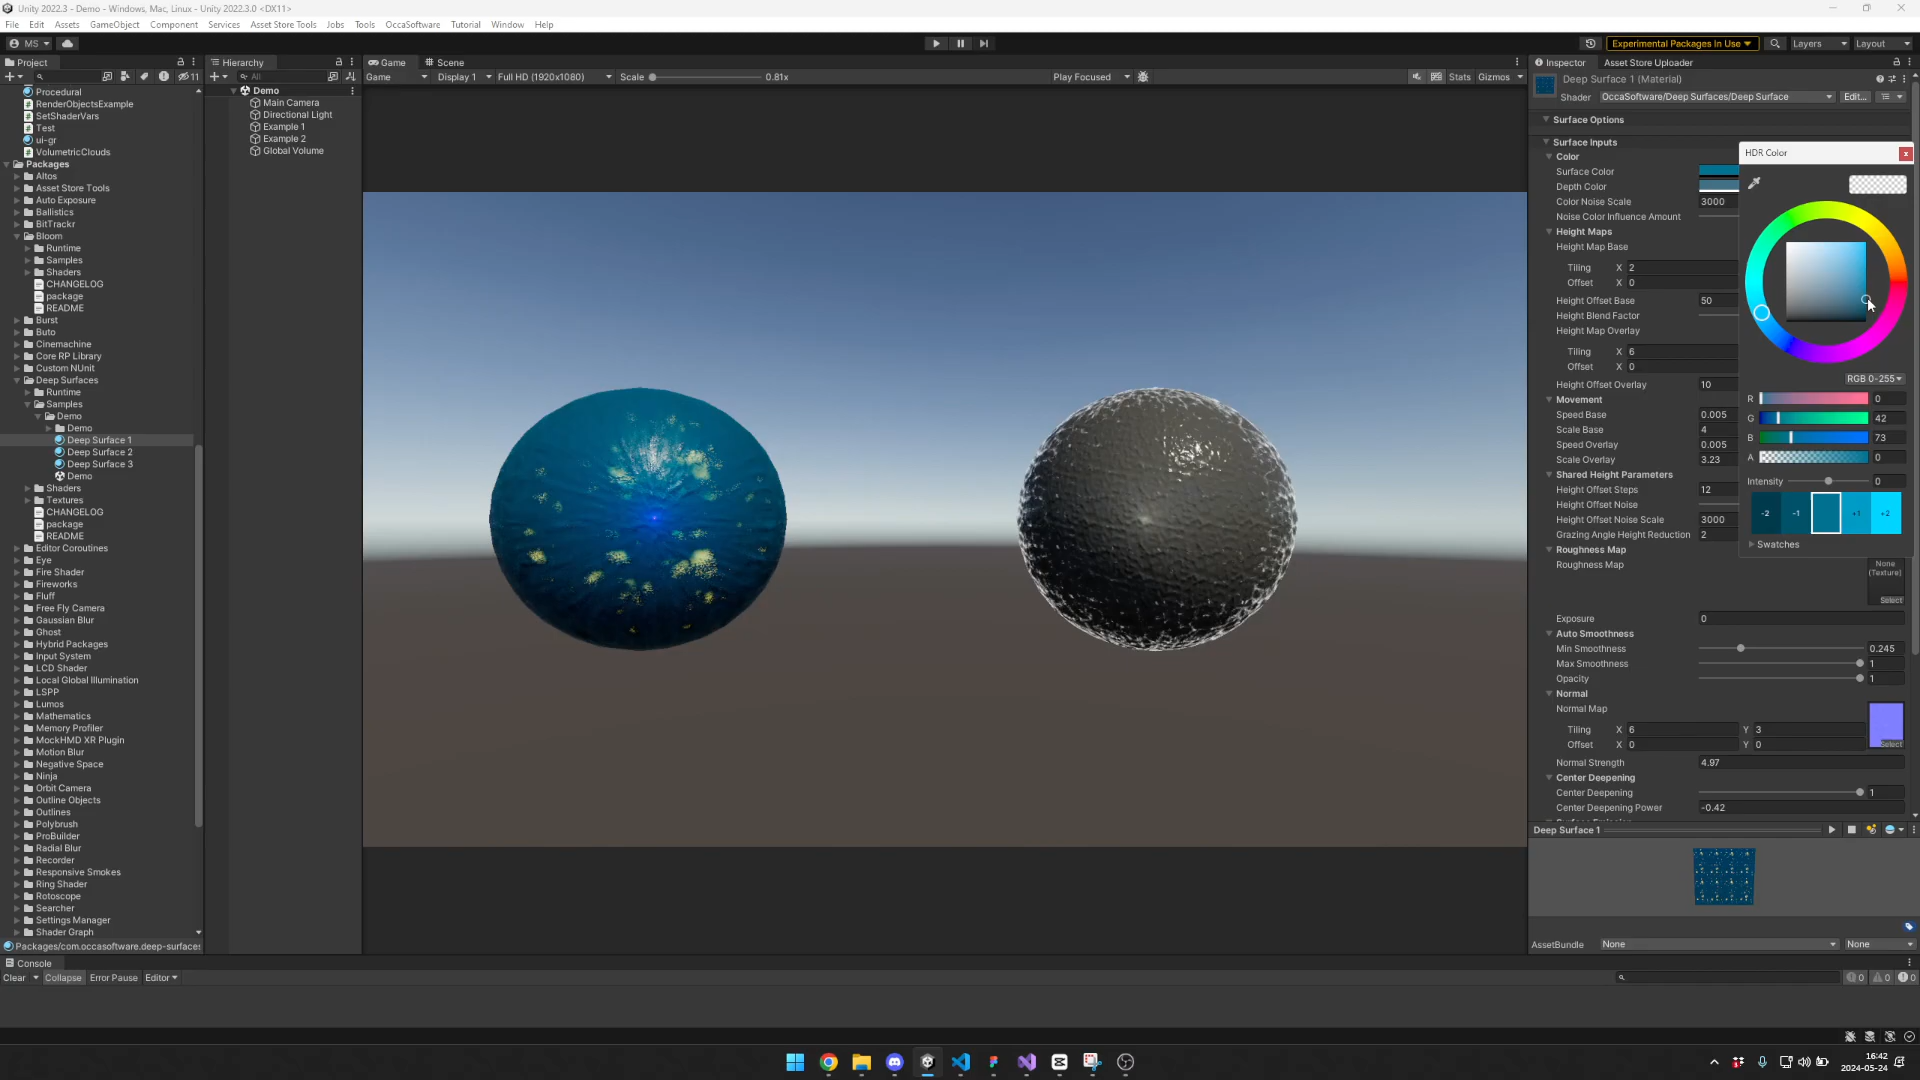 Unity 2022.3 - Demo - Windows, Mac, Linux - Unity 2022.3.0 <DX11>
File Edit Assets GameObject Component Services Asset Store Tools Jobs Tools OccaSoftware Tutorial Window Help
MS
Experimental Packages In Use
Layers
Layout
Project
11
Procedural
RenderObjectsExample
SetShaderVars
Test
ui-gr
VolumetricClouds
Packages
Altos
Asset Store Tools
Auto Exposure
Ballistics
BitTrackr
Bloom
Runtime
Samples
Shaders
CHANGELOG
package
README
Burst
Buto
Cinemachine
Core RP Library
Custom NUnit
Deep Surfaces
Runtime
Samples
Demo
Demo
Deep Surface 1
Deep Surface 2
Deep Surface 3
Demo
Shaders
Textures
CHANGELOG
package
README
Editor Coroutines
Eye
Fire Shader
Fireworks
Fluff
Free Fly Camera
Gaussian Blur
Ghost
Hybrid Packages
Input System
LCD Shader
Local Global Illumination
LSPP
Lumos
Mathematics
Memory Profiler
MockHMD XR Plugin
Motion Blur
Negative Space
Ninja
Orbit Camera
Outline Objects
Outlines
Polybrush
ProBuilder
Radial Blur
Recorder
Responsive Smokes
Ring Shader
Rotoscope
Searcher
Settings Manager
Shader Graph
Packages/com.occasoftware.deep-surfaces
Hierarchy
All
Demo
Main Camera
Directional Light
Example 1
Example 2
Global Volume
Game Scene
Game Display 1 Full HD (1920x1080) Scale 0.81x Play Focused Stats Gizmos
Inspector Asset Store Uploader
Deep Surface 1 (Material)
Shader OccaSoftware/Deep Surfaces/Deep Surface Edit...
Surface Options
Surface Inputs
Color
Surface Color
Depth Color
Color Noise Scale 3000
Noise Color Influence Amount
Height Maps
Height Map Base
Tiling X 2
Offset X 0
Height Offset Base 50
Height Blend Factor
Height Map Overlay
Tiling X 6
Offset X 0
Height Offset Overlay 10
Movement
Speed Base 0.005
Scale Base 4
Speed Overlay 0.005
Scale Overlay 3.23
Shared Height Parameters
Height Offset Steps 12
Height Offset Noise
Height Offset Noise Scale 3000
Grazing Angle Height Reduction 2
Roughness Map
Roughness Map
None
(Texture)
Select
Exposure 0
Auto Smoothness
Min Smoothness 0.245
Max Smoothness 1
Opacity 1
Normal
Normal Map
Tiling X 6 Y 3
Offset X 0 Y 0
Select
Normal Strength 4.97
Center Deepening
Center Deepening 1
Center Deepening Power -0.42
HDR Color
x
RGB 0-255
R 0
G 42
B 73
A 0
Intensity 0
-2 -1 +1 +2
Swatches
Deep Surface 1
AssetBundle None None
Console
Clear Collapse Error Pause Editor
0 0 0
16:42
2024-05-24